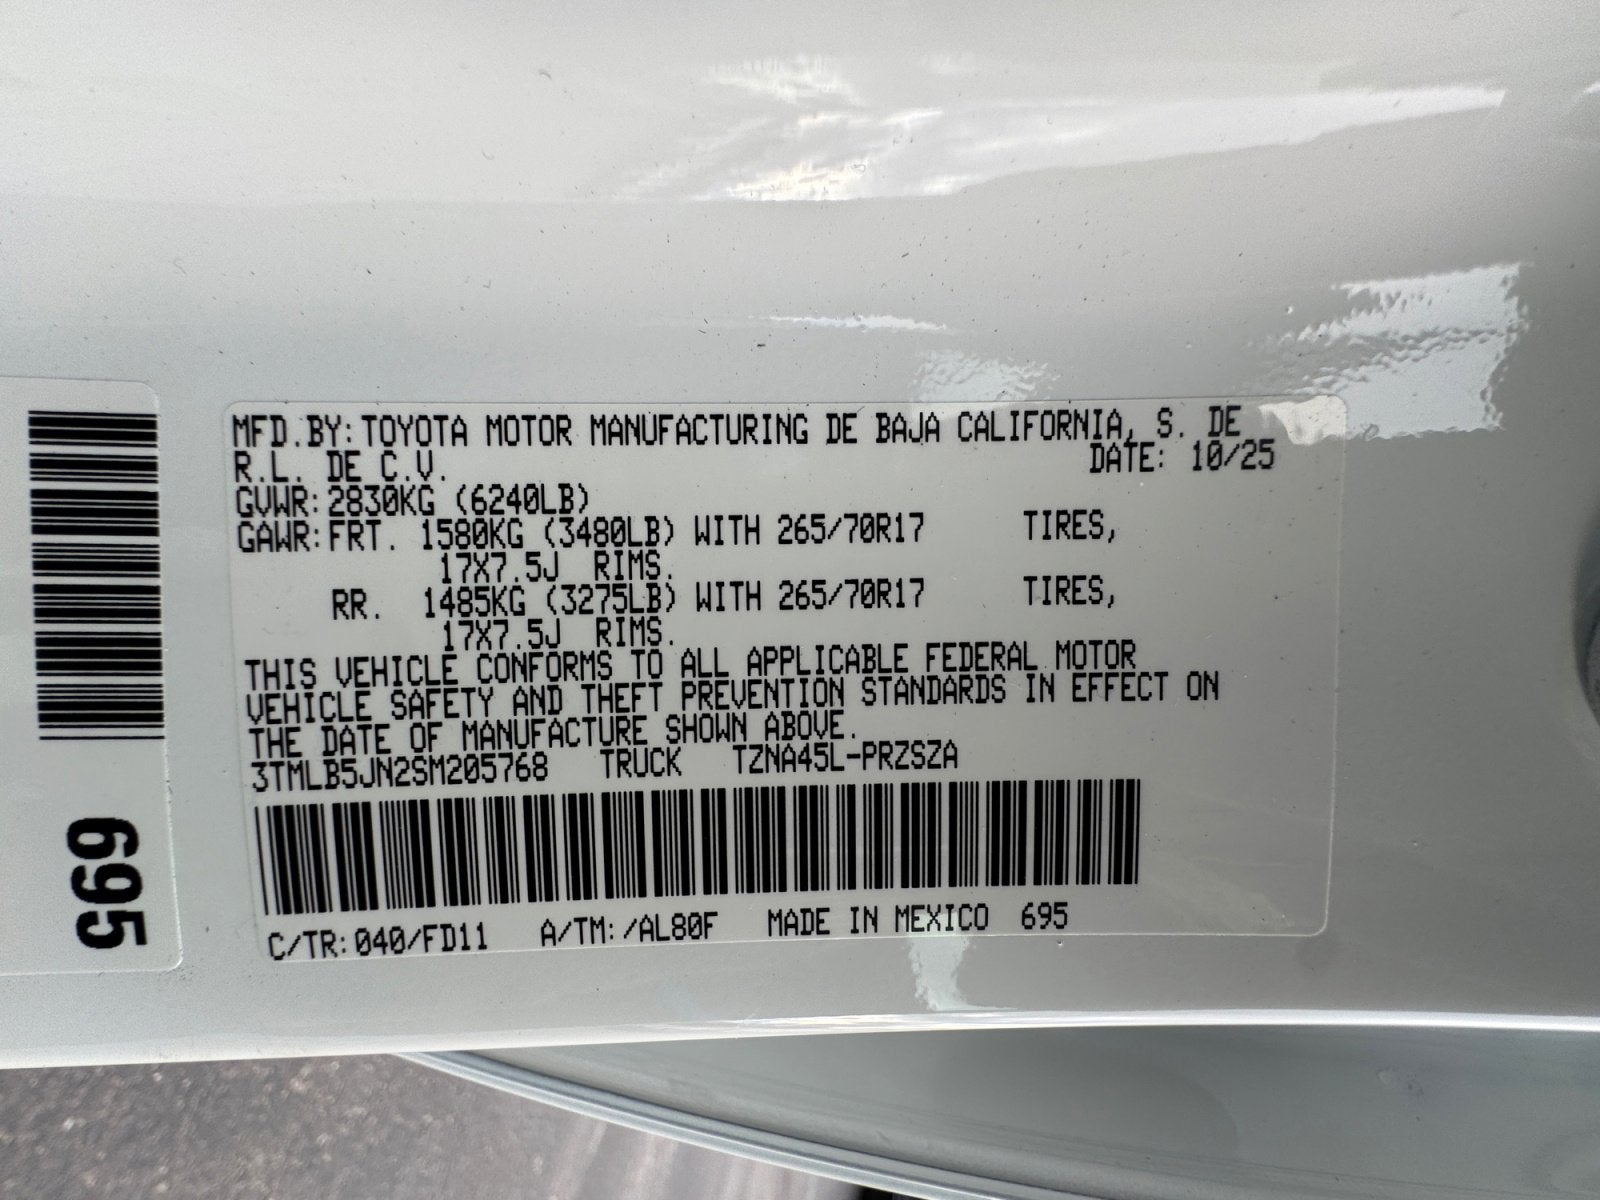 MFD.BY:TOYOTA MOTOR MANUFACTURING DE BAJA CALIFORNIA, S. DE
R.L. DE C.V. DATE: 10/25
GVWR:2830KG (6240LB)
GAWR:FRT. 1580KG (3480LB) WITH 265/70R17 TIRES,
17X7.5J RIMS.
RR. 1485KG (3275LB) WITH 265/70R17 TIRES,
17X7.5J RIMS.
THIS VEHICLE CONFORMS TO ALL APPLICABLE FEDERAL MOTOR
VEHICLE SAFETY AND THEFT PREVENTION STANDARDS IN EFFECT ON
THE DATE OF MANUFACTURE SHOWN ABOVE.
3TMLB5JN2SM205768 TRUCK TZNA45L-PRZSZA
C/TR:040/FD11 A/TM:/AL80F MADE IN MEXICO 695
695